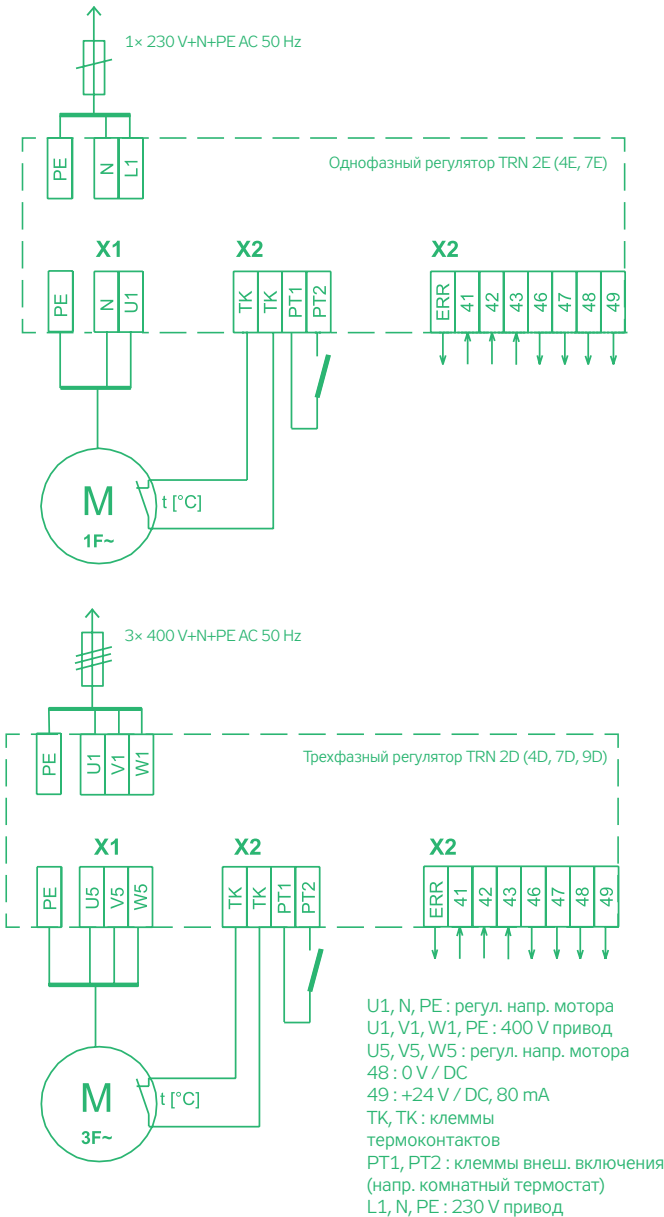 1× 230 V+N+PE AC 50 Hz
PE N L1
Однофазный регулятор TRN 2E (4E, 7E)
X1 X2 X2
PE N U1 TK TK PT1 PT2 ERR 41 42 43 46 47 48 49
M
1F~
t [°C]
3× 400 V+N+PE AC 50 Hz
PE U1 V1 W1
Трехфазный регулятор TRN 2D (4D, 7D, 9D)
X1 X2 X2
PE U5 V5 W5 TK TK PT1 PT2 ERR 41 42 43 46 47 48 49
M
3F~
t [°C]
U1, N, PE : регул. напр. мотора
U1, V1, W1, PE : 400 V привод
U5, V5, W5 : регул. напр. мотора
48 : 0 V / DC
49 : +24 V / DC, 80 mA
TK, TK : клеммы
термоконтактов
PT1, PT2 : клеммы внеш. включения
(напр. комнатный термостат)
L1, N, PE : 230 V привод